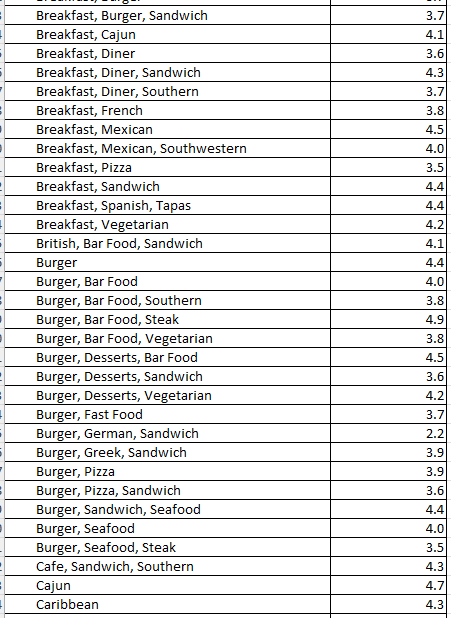 Breakfast, Burger, Sandwich 3.7
Breakfast, Cajun 4.1
Breakfast, Diner 3.6
Breakfast, Diner, Sandwich 4.3
Breakfast, Diner, Southern 3.7
Breakfast, French 3.8
Breakfast, Mexican 4.5
Breakfast, Mexican, Southwestern 4.0
Breakfast, Pizza 3.5
Breakfast, Sandwich 4.4
Breakfast, Spanish, Tapas 4.4
Breakfast, Vegetarian 4.2
British, Bar Food, Sandwich 4.1
Burger 4.4
Burger, Bar Food 4.0
Burger, Bar Food, Southern 3.8
Burger, Bar Food, Steak 4.9
Burger, Bar Food, Vegetarian 3.8
Burger, Desserts, Bar Food 4.5
Burger, Desserts, Sandwich 3.6
Burger, Desserts, Vegetarian 4.2
Burger, Fast Food 3.7
Burger, German, Sandwich 2.2
Burger, Greek, Sandwich 3.9
Burger, Pizza 3.9
Burger, Pizza, Sandwich 3.6
Burger, Sandwich, Seafood 4.4
Burger, Seafood 4.0
Burger, Seafood, Steak 3.5
Cafe, Sandwich, Southern 4.3
Cajun 4.7
Caribbean 4.3